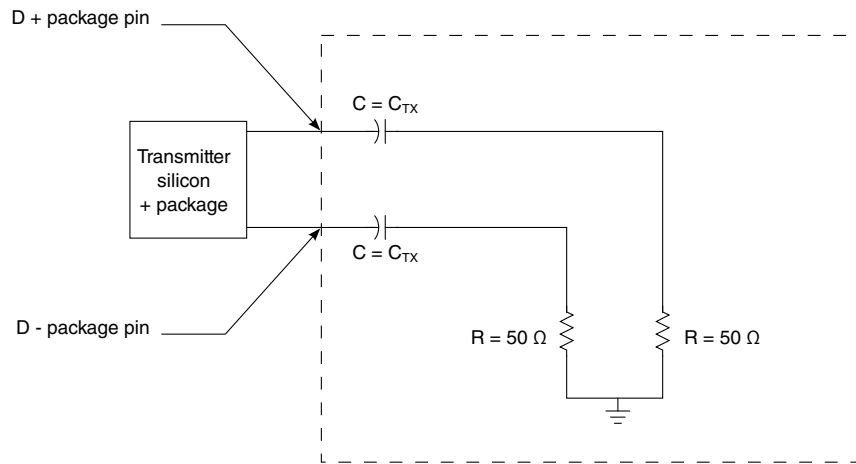 D + package pin
C = CTX
Transmitter
silicon
+ package
C = CTX
D - package pin
R = 50 Ω
R = 50 Ω